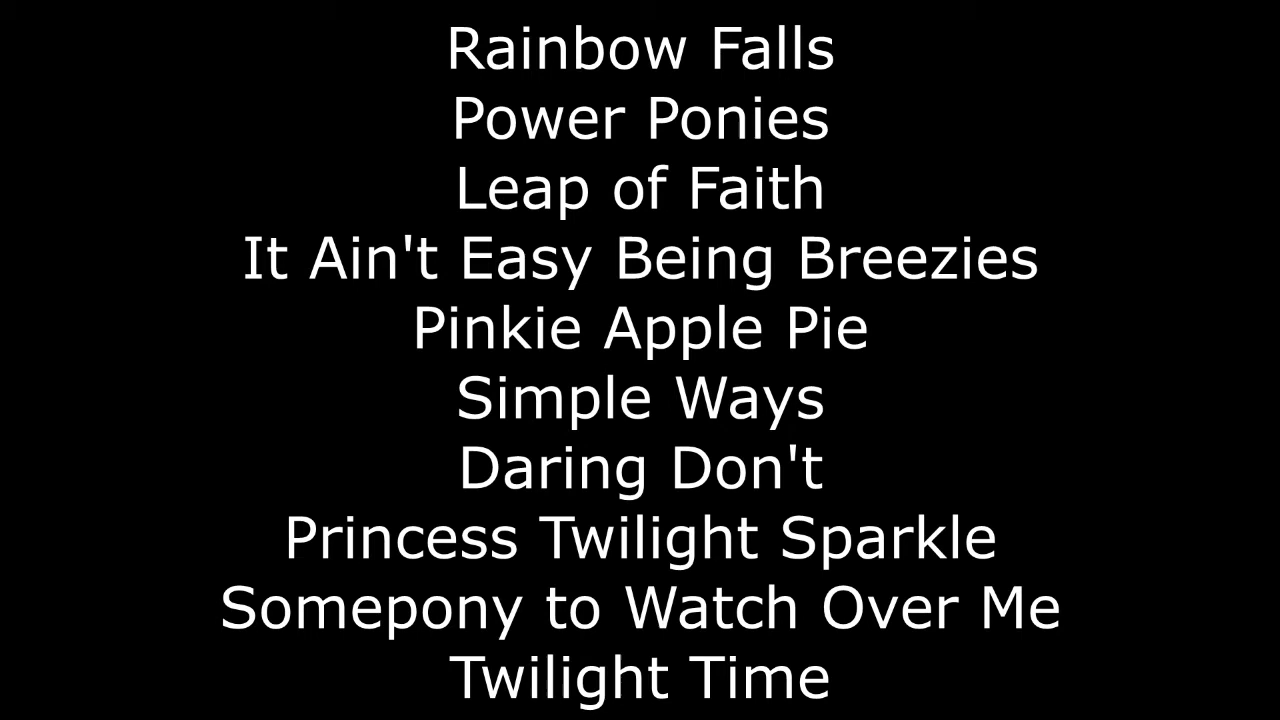 Rainbow Falls
Power Ponies
Leap of Faith
It Ain't Easy Being Breezies
Pinkie Apple Pie
Simple Ways
Daring Don't
Princess Twilight Sparkle
Somepony to Watch Over Me
Twilight Time